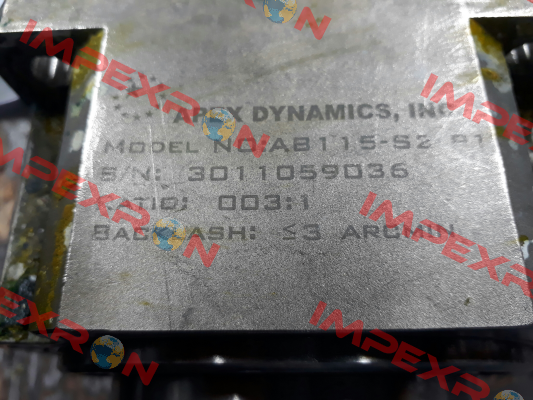 APEX DYNAMICS, INC
MODEL NO:AB115-S2 P1
S/N: 3011059036
RATIO: 003:1
BACKLASH: ≤3 ARCMIN
IMPEXRON
IMPEXRON
IMPEXRON
IMPEXRON
IMPEXRON